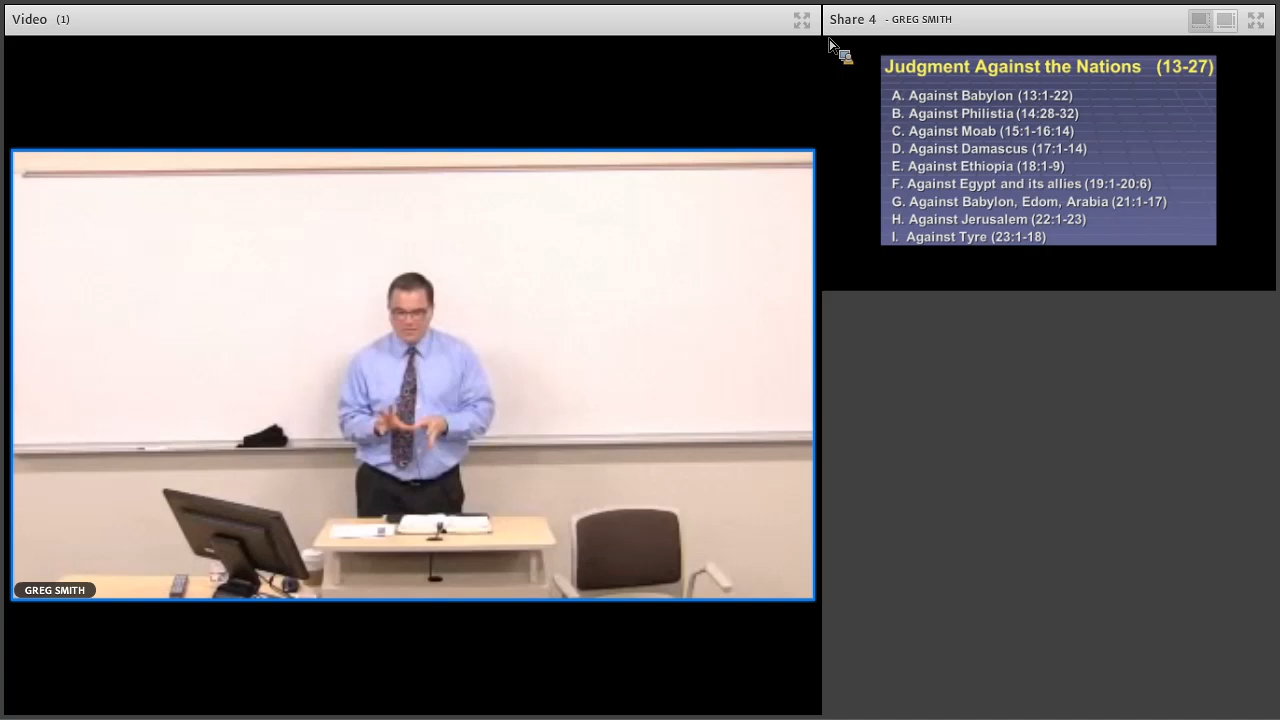 Video (1)
Share 4 - GREG SMITH
Judgment Against the Nations (13-27)
A. Against Babylon (13:1-22)
B. Against Philistia (14:28-32)
C. Against Moab (15:1-16:14)
D. Against Damascus (17:1-14)
E. Against Ethiopia (18:1-9)
F. Against Egypt and its allies (19:1-20:6)
G. Against Babylon, Edom, Arabia (21:1-17)
H. Against Jerusalem (22:1-23)
I. Against Tyre (23:1-18)
GREG SMITH